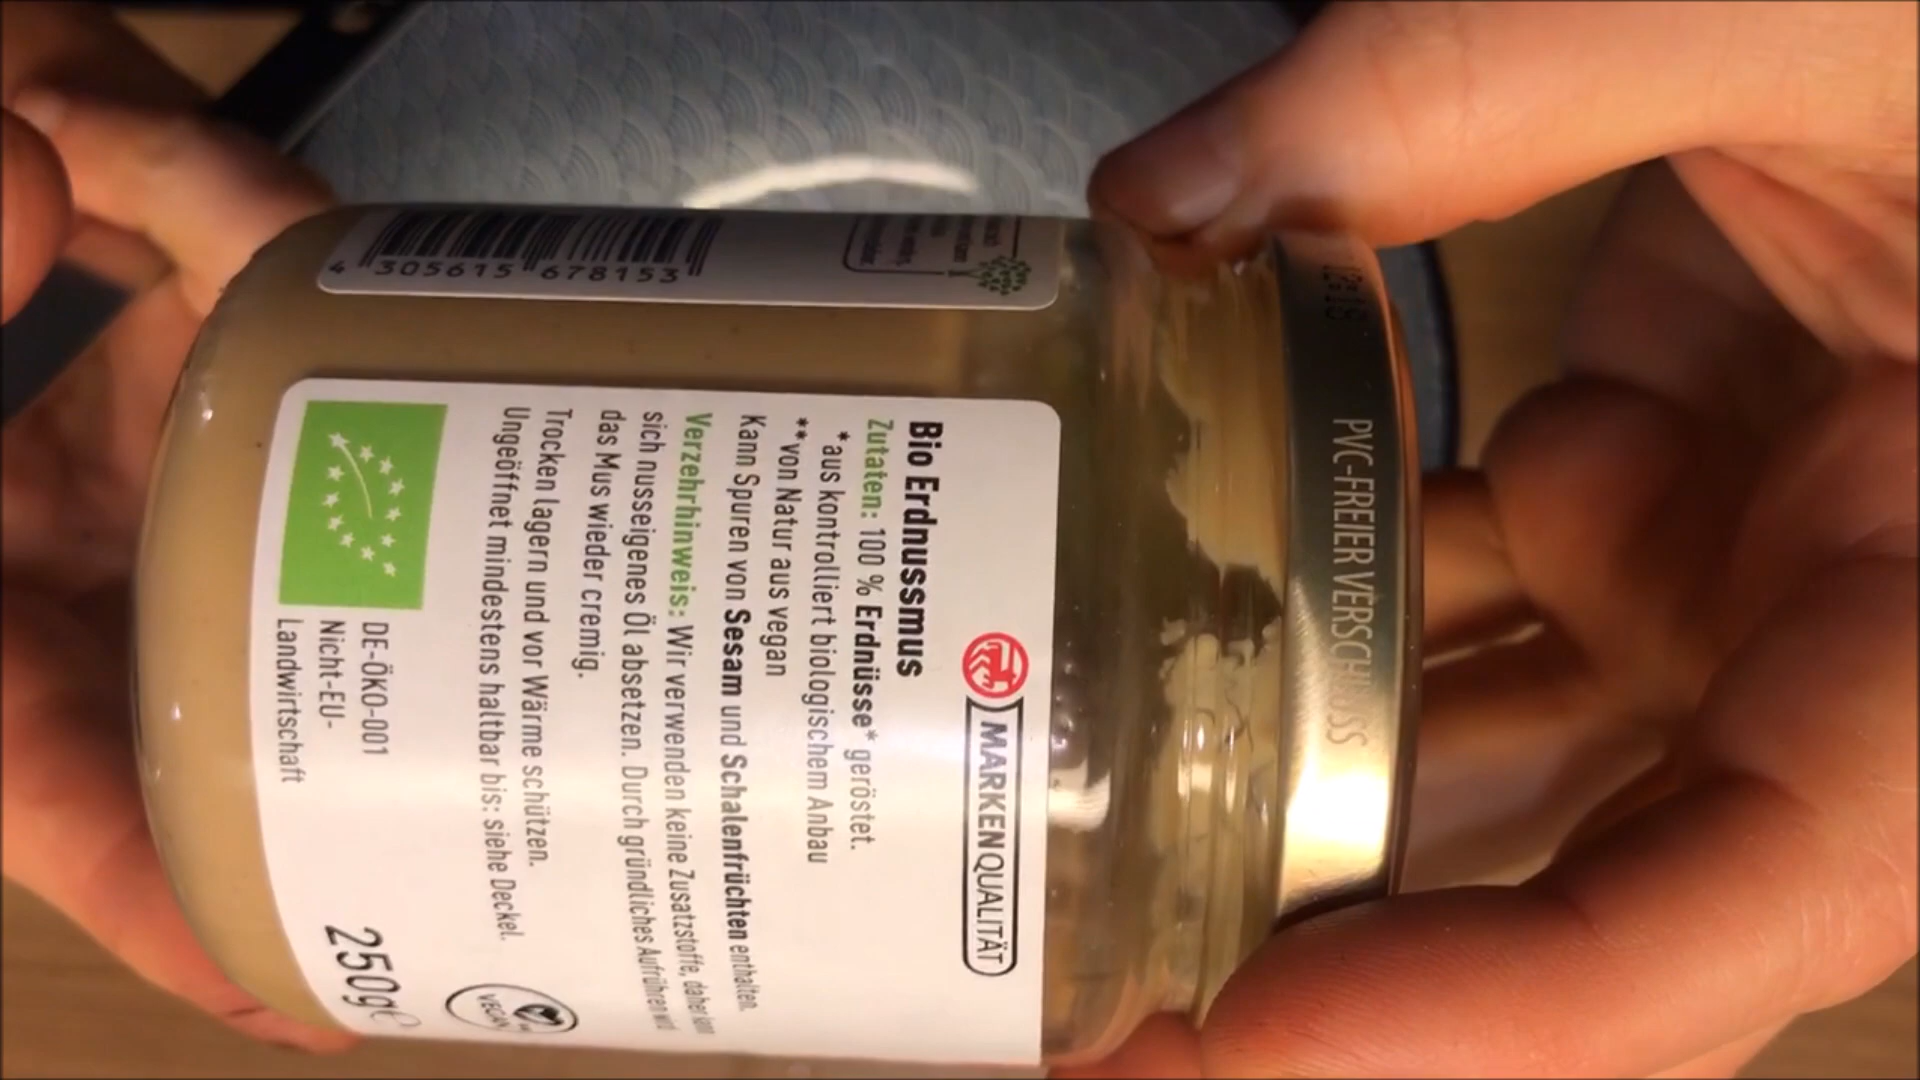 MARKENQUALITÄT
Bio Erdnussmus
Zutaten: 100 % Erdnüsse* geröstet.
*aus kontrolliert biologischem Anbau
**von Natur aus vegan
Kann Spuren von Sesam und Schalenfrüchten enthalten.
Verzehrhinweis: Wir verwenden keine Zusatzstoffe, daher kann
sich nusseigenes Öl absetzen. Durch gründliches Aufrühren wird
das Mus wieder cremig.
Trocken lagern und vor Wärme schützen.
Ungeöffnet mindestens haltbar bis: siehe Deckel.
DE-ÖKO-001
Nicht-EU-
Landwirtschaft
250g e
VEGAN
4 305615 678153
PVC-FREIER VERSCHLUSS